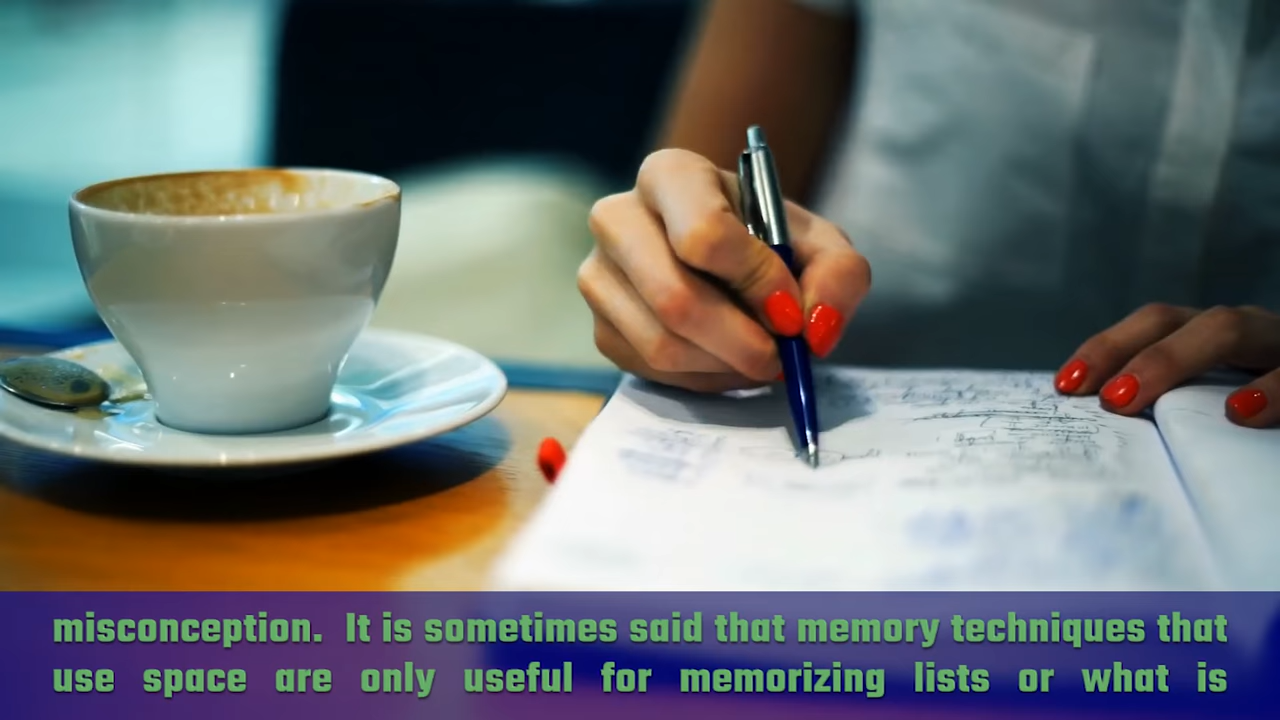 misconception. It is sometimes said that memory techniques that
use space are only useful for memorizing lists or what is